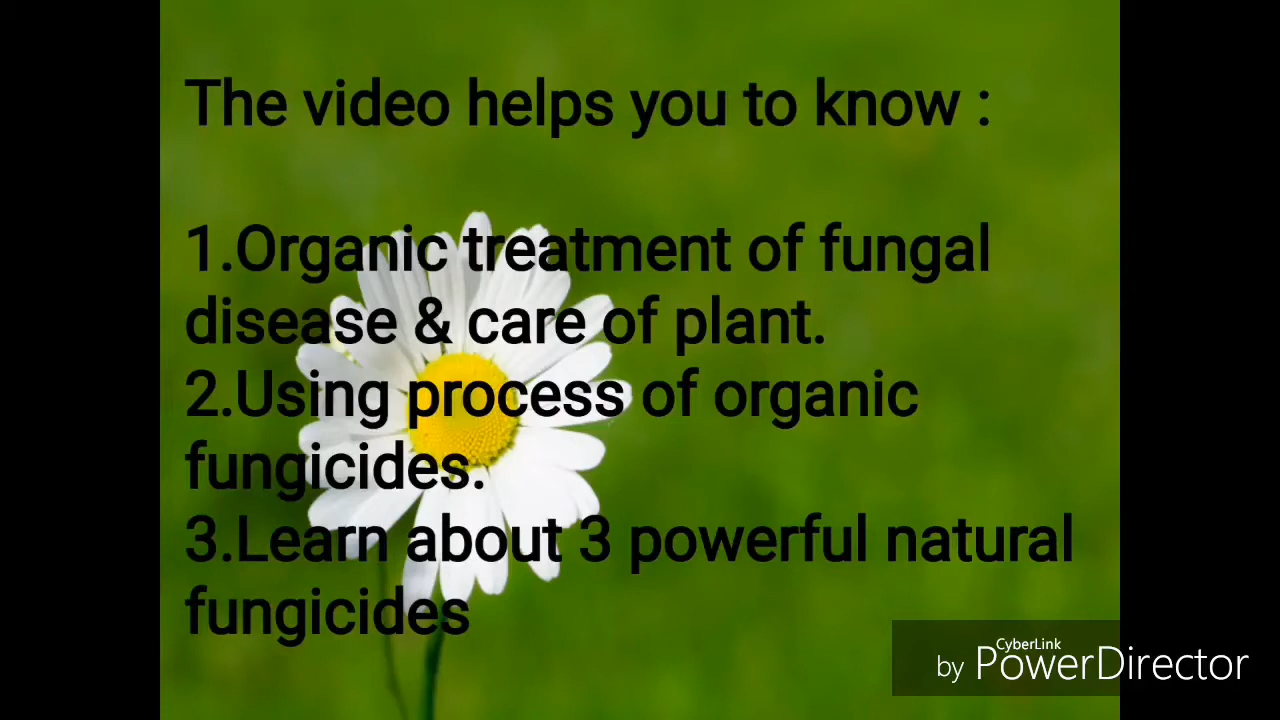 The video helps you to know :
1.Organic treatment of fungal
disease & care of plant.
2.Using process of organic
fungicides.
3.Learn about 3 powerful natural
fungicides
CyberLink
by PowerDirector